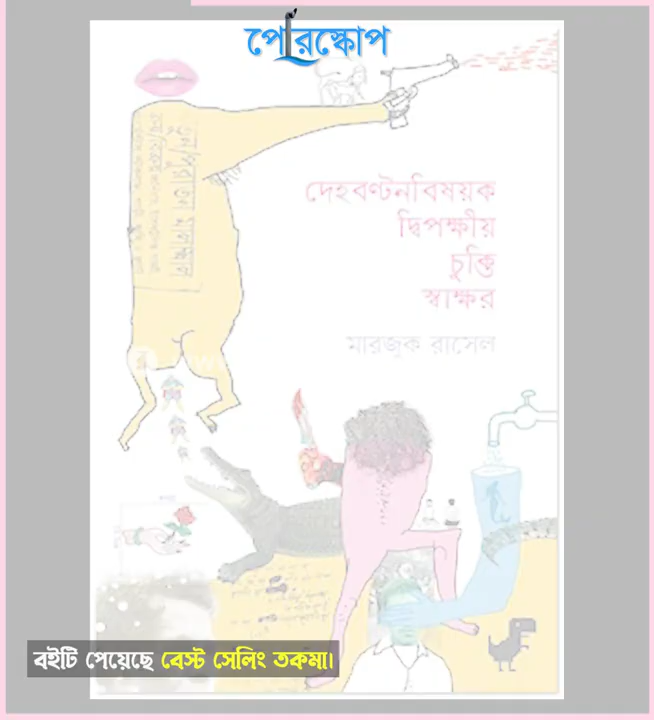 পেরিস্কোপ
দেহবণ্টনবিষয়ক
দ্বিপক্ষীয়
চুক্তি
স্বাক্ষর
মারজুক রাসেল
বইটি পেয়েছে বেস্ট সেলিং তকমা।